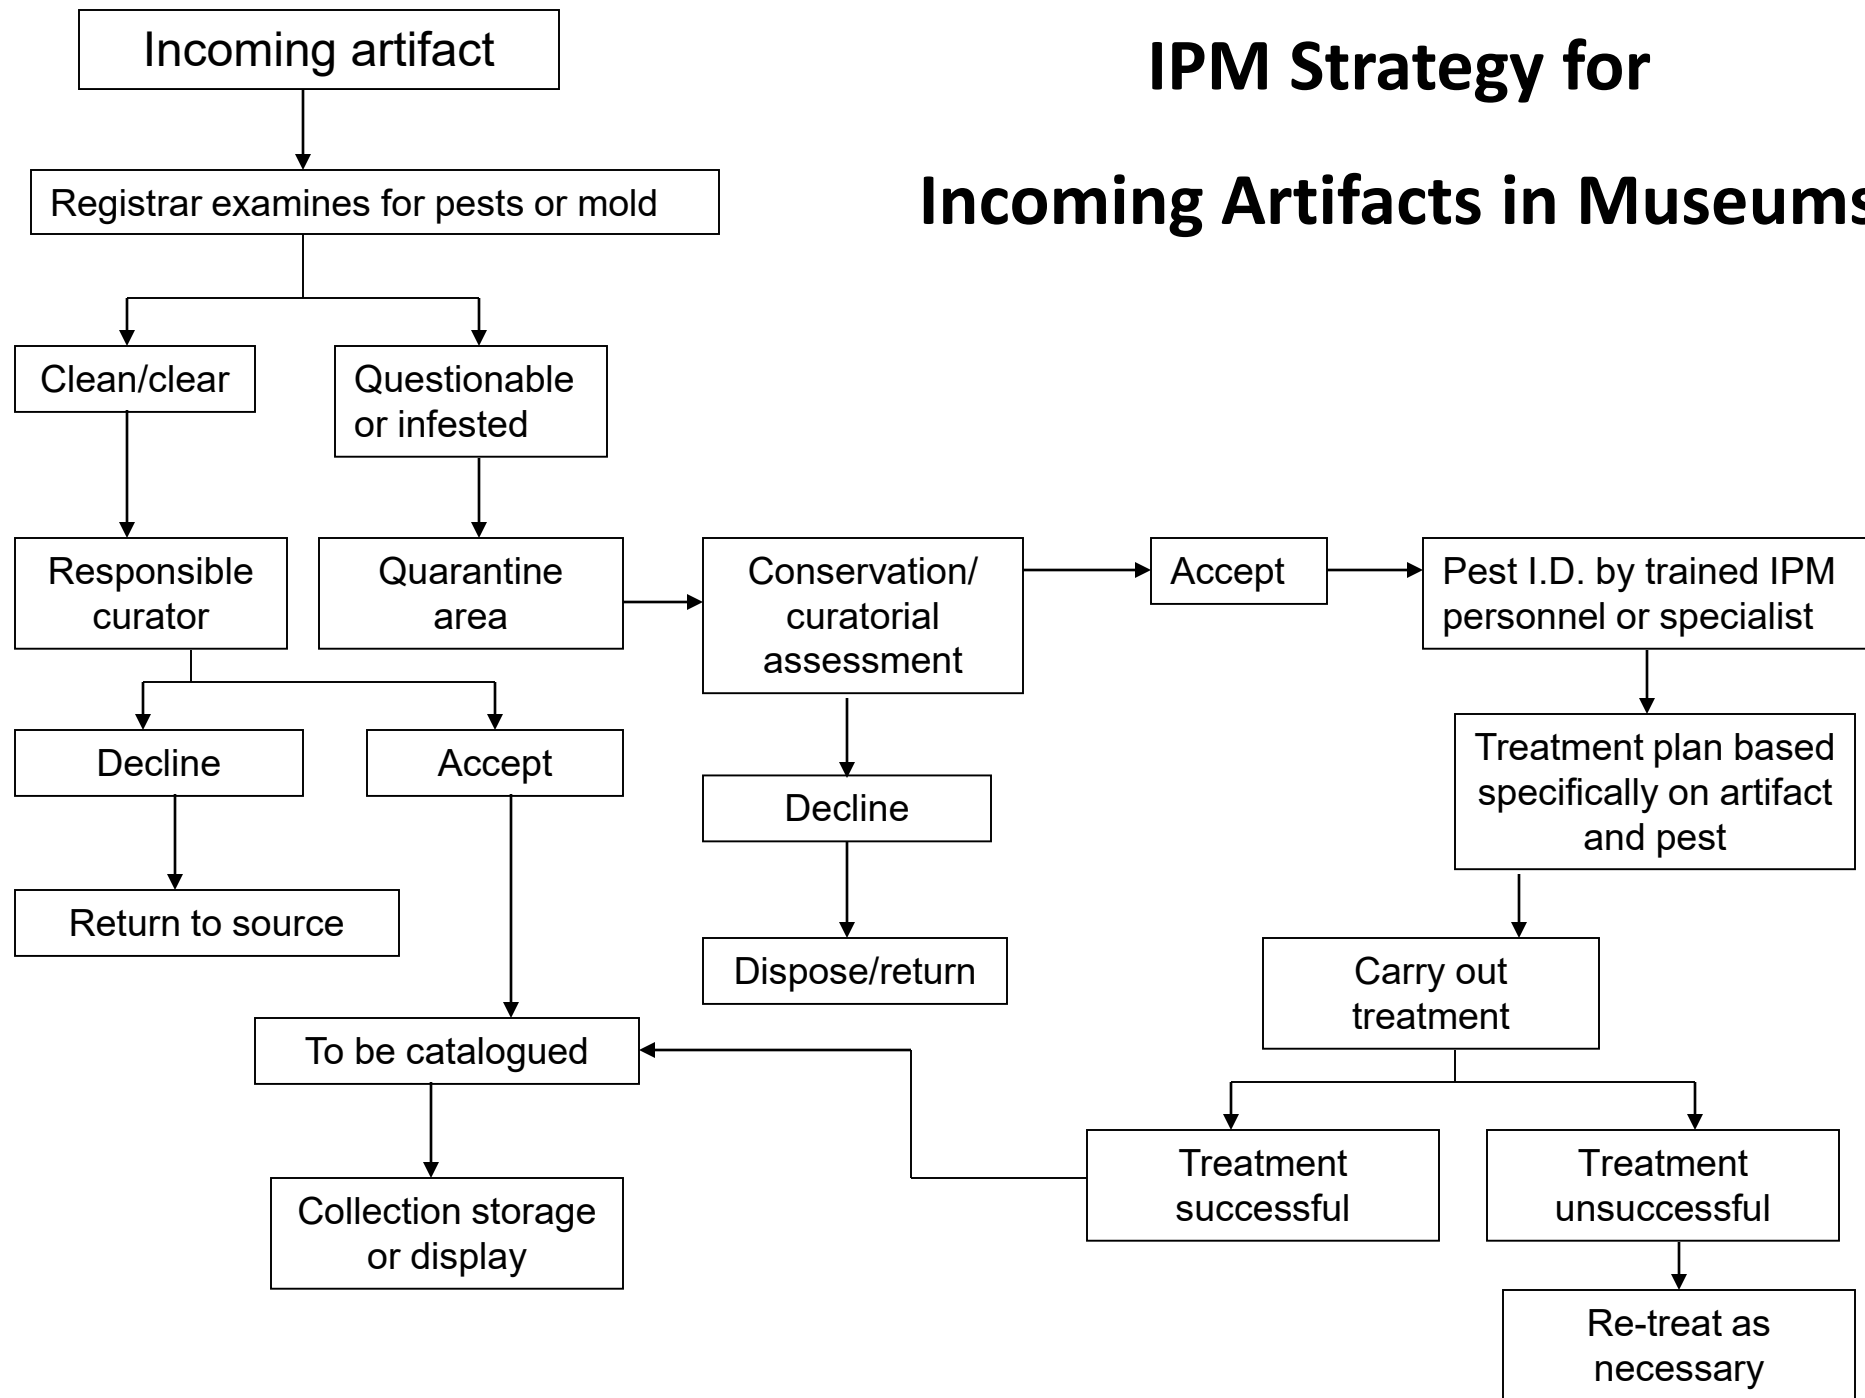 IPM Strategy for
Incoming Artifacts in Museums
Incoming artifact
Registrar examines for pests or mold
Clean/clear
Questionable
or infested
Responsible
curator
Quarantine
area
Conservation/
curatorial
assessment
Accept
Pest I.D. by trained IPM
personnel or specialist
Decline
Accept
Decline
Treatment plan based
specifically on artifact
and pest
Return to source
Dispose/return
Carry out
treatment
To be catalogued
Treatment
successful
Treatment
unsuccessful
Collection storage
or display
Re-treat as
necessary